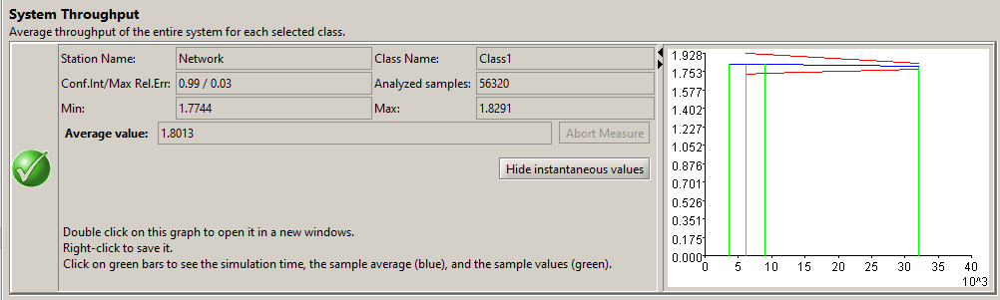 System Throughput
Average throughput of the entire system for each selected class.
Station Name: Network Class Name: Class1
Conf.Int/Max Rel.Err: 0.99 / 0.03 Analyzed samples: 56320
Min: 1.7744 Max: 1.8291
Average value: 1.8013 Abort Measure
Hide instantaneous values
Double click on this graph to open it in a new windows.
Right-click to save it.
Click on green bars to see the simulation time, the sample average (blue), and the sample values (green).
1.928
1.753
1.577
1.402
1.227
1.052
0.876
0.701
0.526
0.351
0.175
0.000
0 5 10 15 20 25 30 35 40
10^3